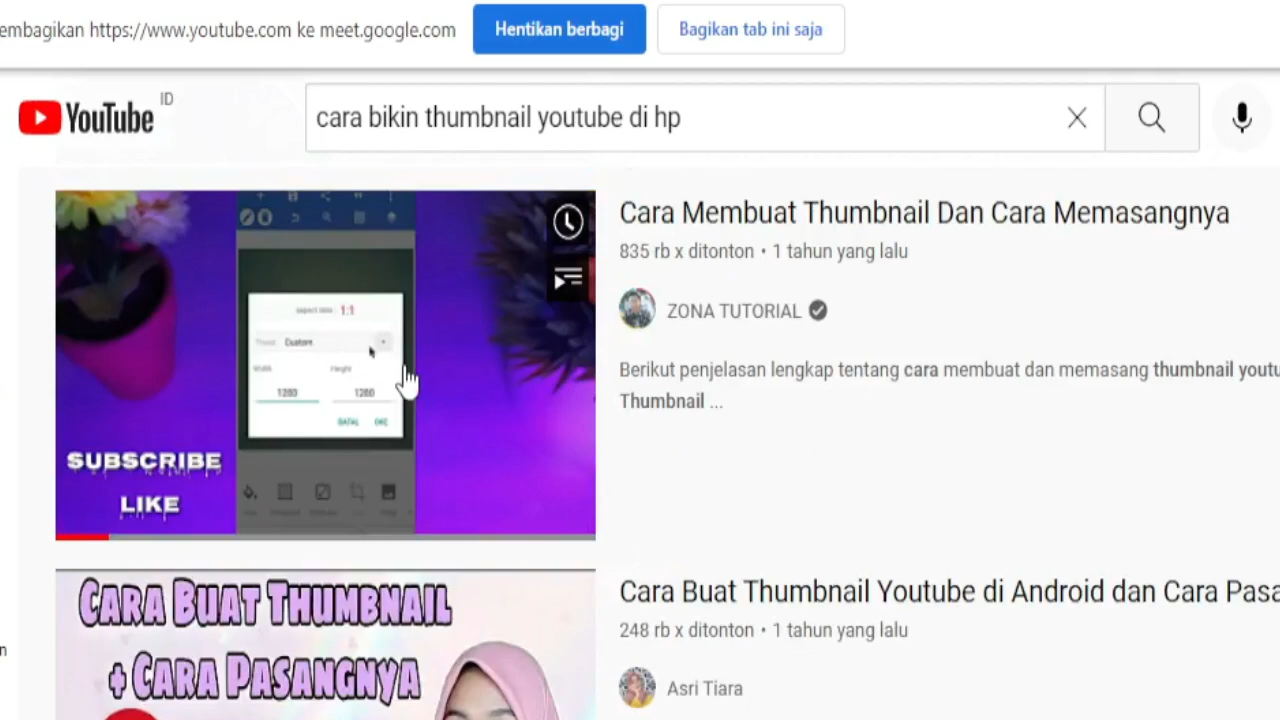 embagikan https://www.youtube.com ke meet.google.com
Hentikan berbagi
Bagikan tab ini saja
YouTube ID
cara bikin thumbnail youtube di hp
1:1
Custom
Width Height
1280 1280
BATAL OKE
SUBSCRIBE
LIKE
Cara Membuat Thumbnail Dan Cara Memasangnya
835 rb x ditonton • 1 tahun yang lalu
ZONA TUTORIAL
Berikut penjelasan lengkap tentang cara membuat dan memasang thumbnail youtu
Thumbnail ...
CARA BUAT THUMBNAIL
+ CARA PASANGNYA
Cara Buat Thumbnail Youtube di Android dan Cara Pasa
248 rb x ditonton • 1 tahun yang lalu
Asri Tiara
n